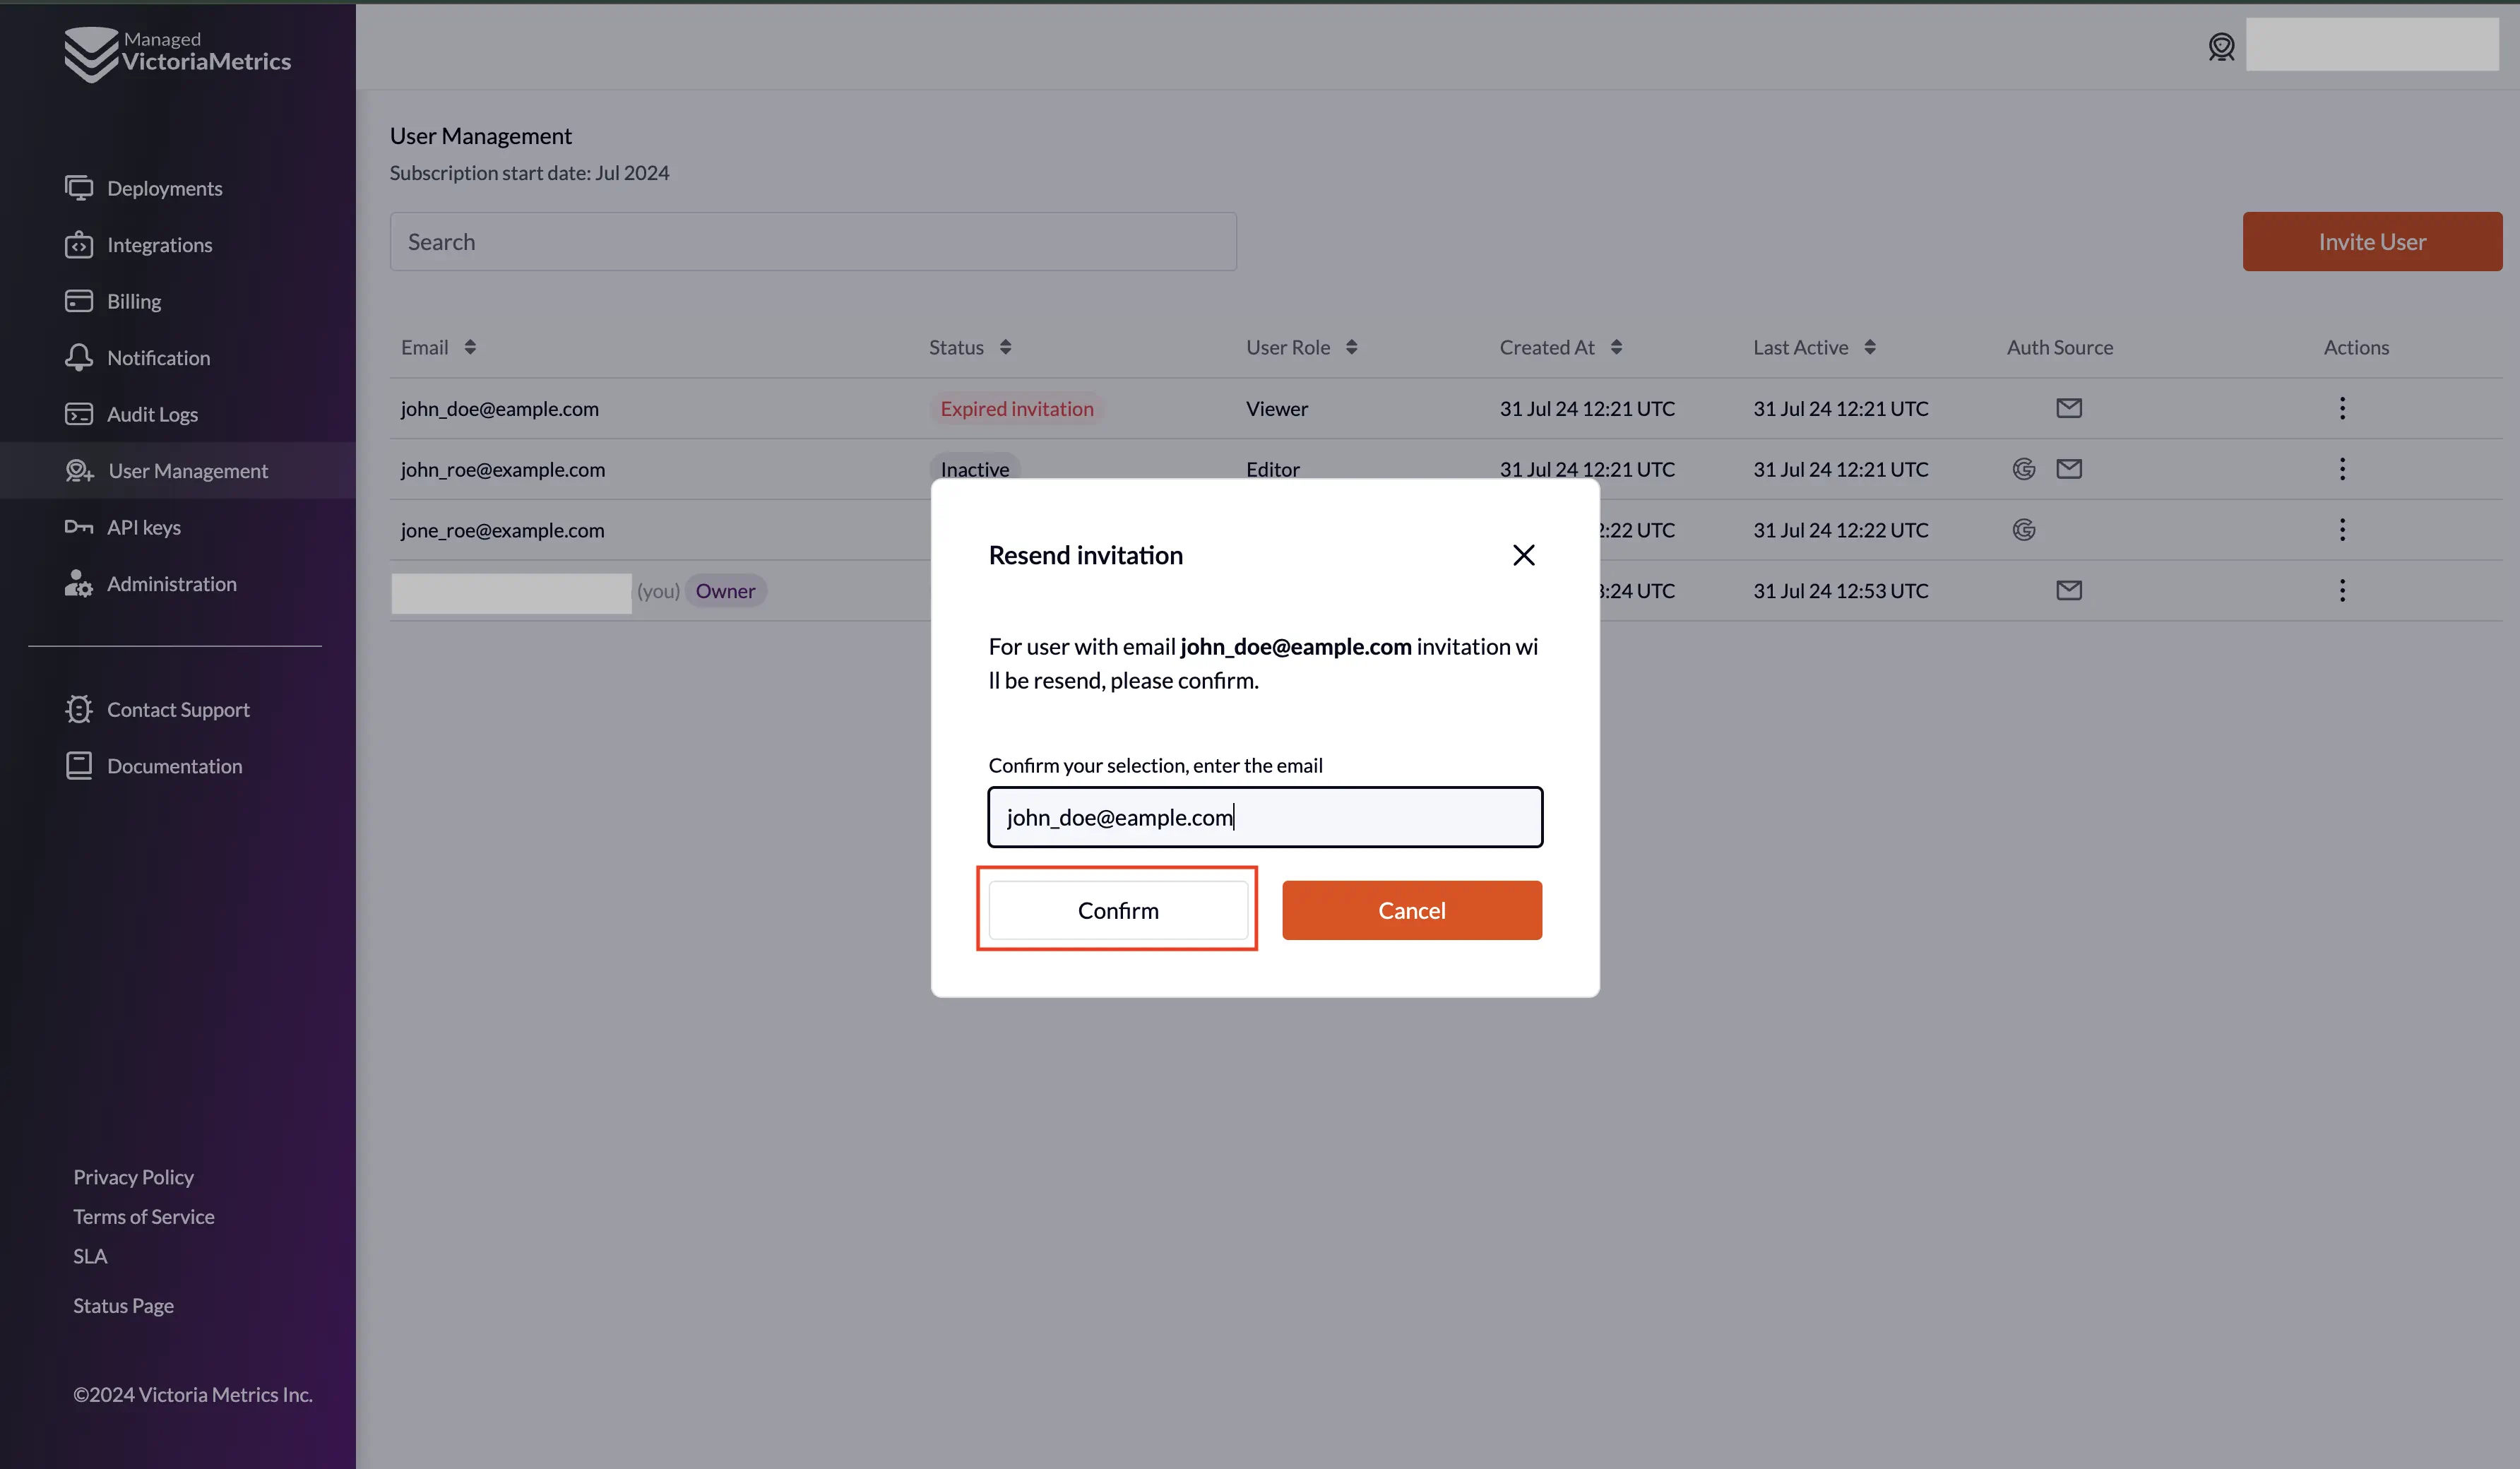 Managed
VictoriaMetrics
Deployments
Integrations
Billing
Notification
Audit Logs
User Management
API keys
Administration
Contact Support
Documentation
Privacy Policy
Terms of Service
SLA
Status Page
©2024 Victoria Metrics Inc.
User Management
Subscription start date: Jul 2024
Search
Invite User
Email Status User Role Created At Last Active Auth Source Actions
john_doe@eample.com Expired invitation Viewer 31 Jul 24 12:21 UTC 31 Jul 24 12:21 UTC
john_roe@example.com Inactive Editor 31 Jul 24 12:21 UTC 31 Jul 24 12:21 UTC
jone_roe@example.com :22 UTC 31 Jul 24 12:22 UTC
(you) Owner :24 UTC 31 Jul 24 12:53 UTC
Resend invitation
For user with email john_doe@eample.com invitation wi
ll be resend, please confirm.
Confirm your selection, enter the email
john_doe@eample.com
Confirm Cancel